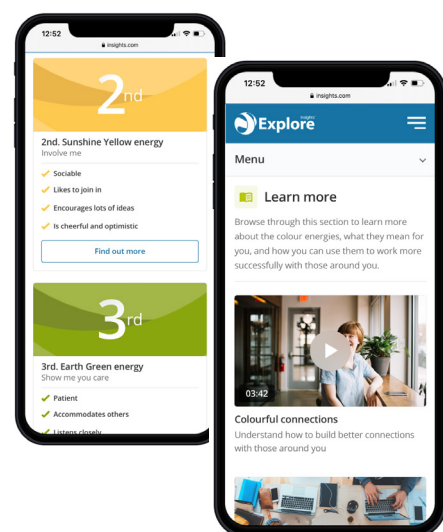 12:52
insights.com
2nd
2nd. Sunshine Yellow energy
Involve me
Sociable
Likes to join in
Encourages lots of ideas
Is cheerful and optimistic
Find out more
3rd
3rd. Earth Green energy
Show me you care
Patient
Accommodates others
Listens closely
12:52
insights.com
insights
Explore
Menu
Learn more
Browse through this section to learn more
about the colour energies, what they mean for
you, and how you can use them to work more
successfully with those around you.
03:42
Colourful connections
Understand how to build better connections
with those around you